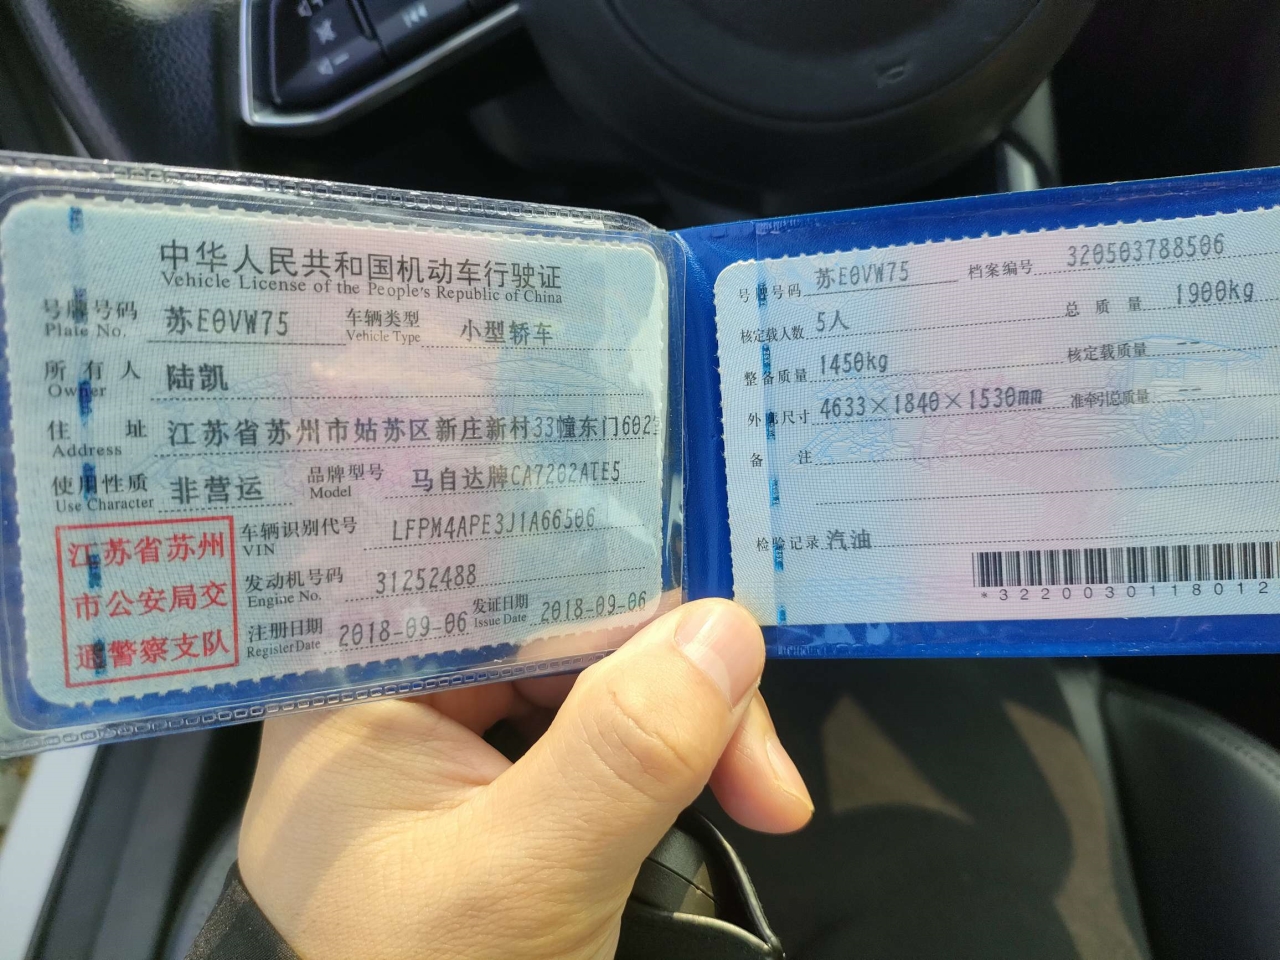 中华人民共和国机动车行驶证
Vehicle License of the People's Republic of China
号牌号码 苏E0VW75 车辆类型 小型轿车
Plate No. Vehicle Type
所有人 陆凯
Owner
住址 江苏省苏州市姑苏区新庄新村33幢东门602
Address
使用性质 非营运 品牌型号 马自达牌CA7202ATE5
Use Character Model
江苏省苏州
市公安局交
通警察支队
车辆识别代号 LFPM4APE3J1A66506
VIN
发动机号码 31252488
Engine No.
注册日期 2018-09-06 发证日期 2018-09-06
Register Date Issue Date
号牌号码 苏E0VW75 档案编号 320503788506
核定载人数 5人 总质量 1900kg
整备质量 1450kg 核定载质量 --
外廓尺寸 4633×1840×1530mm 准牵引总质量 --
备注
检验记录 汽油
*3220030118012